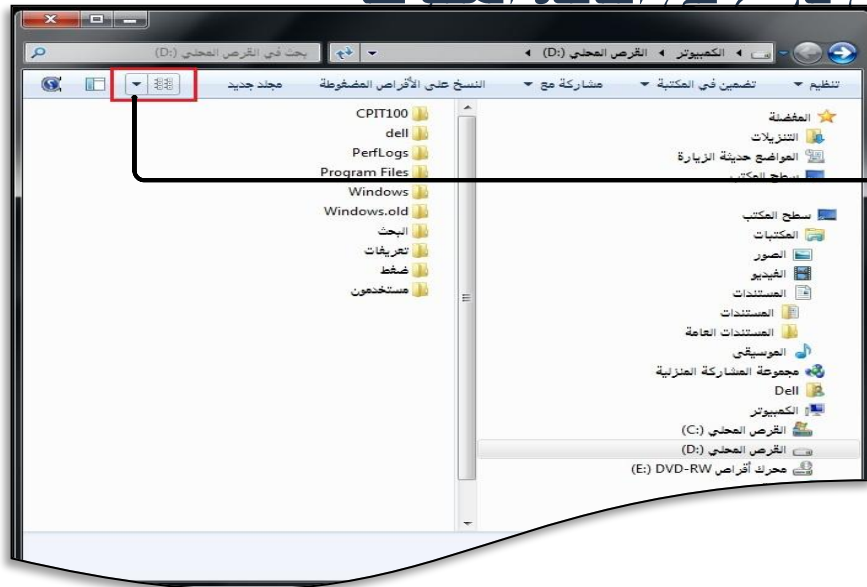 الكمبيوتر ◂ القرص المحلي (D:) ◂
بحث في القرص المحلي (D:)
تنظيم ▾ تضمين في المكتبة ▾ مشاركة مع ▾ النسخ على الأقراص المضغوطة مجلد جديد
المفضلة
التنزيلات
المواضع حديثة الزيارة
سطح المكتب
سطح المكتب
المكتبات
الصور
الفيديو
المستندات
المستندات
المستندات العامة
الموسيقى
مجموعة المشاركة المنزلية
Dell
الكمبيوتر
القرص المحلي (C:)
القرص المحلي (D:)
محرك أقراص DVD-RW (E:)
CPIT100
dell
PerfLogs
Program Files
Windows
Windows.old
البحث
تعريفات
ضغط
مستخدمون